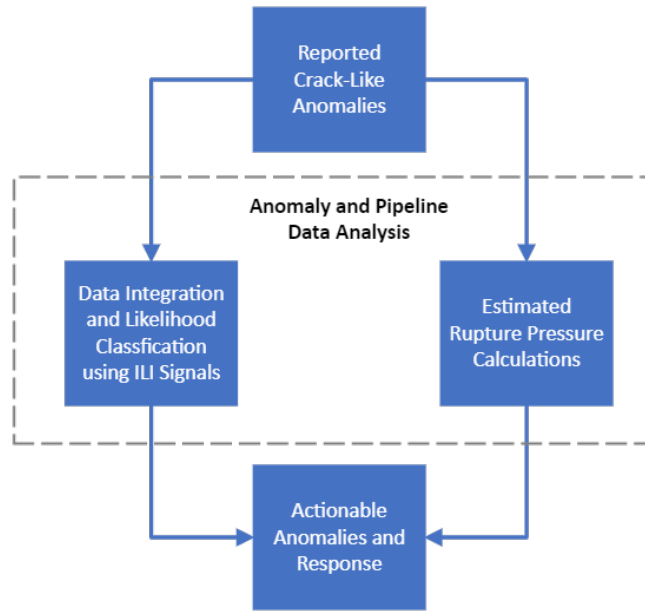 Reported
Crack-Like
Anomalies
Anomaly and Pipeline
Data Analysis
Data Integration
and Likelihood
Classfication
using ILI Signals
Estimated
Rupture Pressure
Calculations
Actionable
Anomalies and
Response